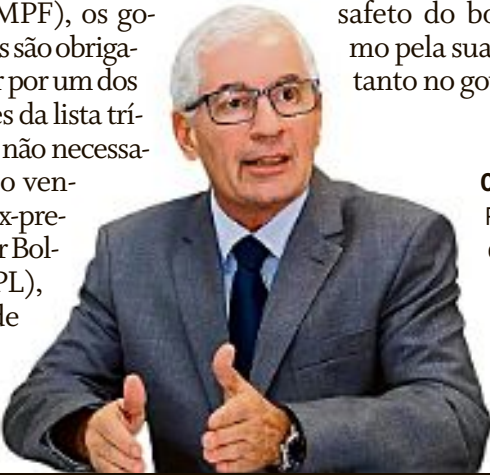 MPF), os go-
s são obriga-
r por um dos
es da lista trí-
não necessa-
o ven-
x-pre-
r Bol-
PL),
de
safeto do bo
mo pela sua
tanto no gov